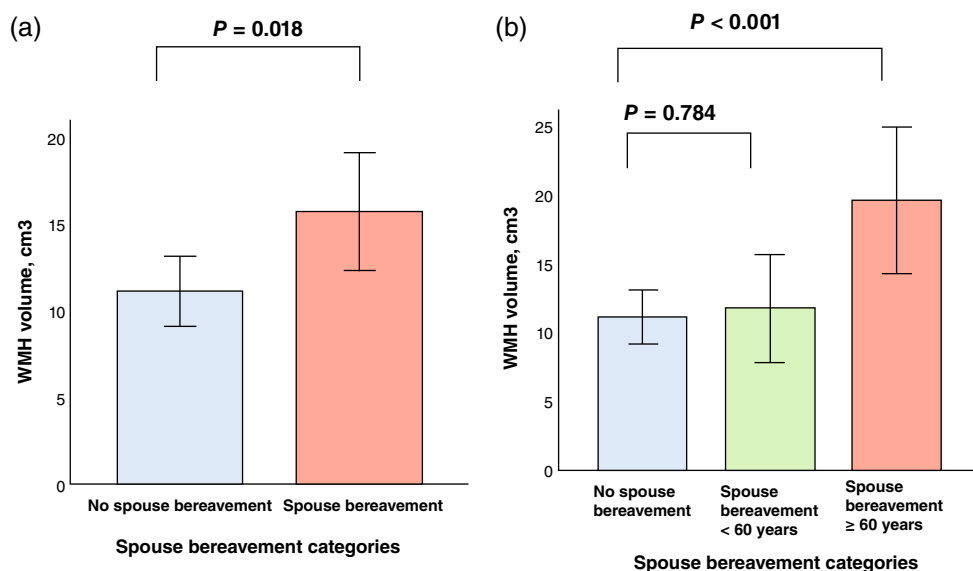 (a)
P = 0.018
WMH volume, cm3
20
15
10
5
0
No spouse bereavement
Spouse bereavement
Spouse bereavement categories
(b)
P < 0.001
P = 0.784
WMH volume, cm3
25
20
15
10
5
0
No spouse
bereavement
Spouse
bereavement
< 60 years
Spouse
bereavement
≥ 60 years
Spouse bereavement categories